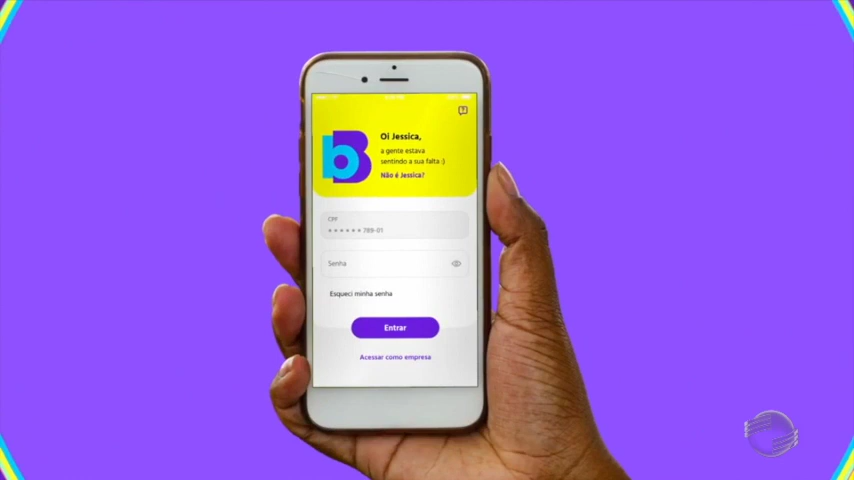 Oi Jessica,
a gente estava
sentindo a sua falta :)
Não é Jessica?
CPF
••••••789-01
Senha
Esqueci minha senha
Entrar
Acessar como empresa